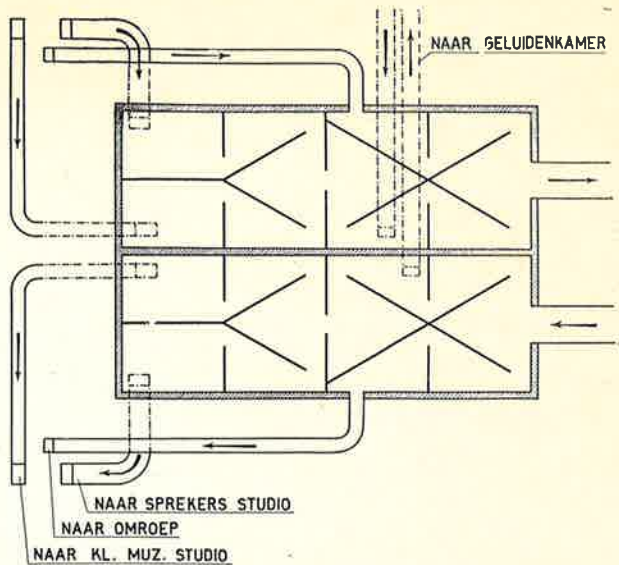 NAAR GELUIDENKAMER
NAAR SPREKERS STUDIO
NAAR OMROEP
NAAR KL. MUZ. STUDIO